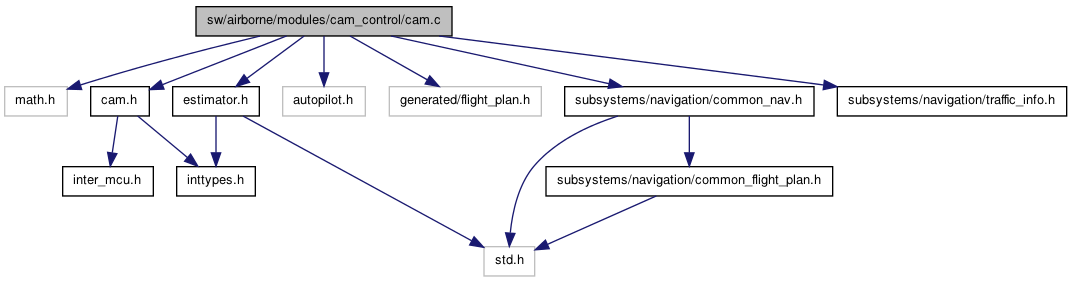 sw/airborne/modules/cam_control/cam.c
math.h
cam.h
estimator.h
autopilot.h
generated/flight_plan.h
subsystems/navigation/common_nav.h
subsystems/navigation/traffic_info.h
inter_mcu.h
inttypes.h
subsystems/navigation/common_flight_plan.h
std.h